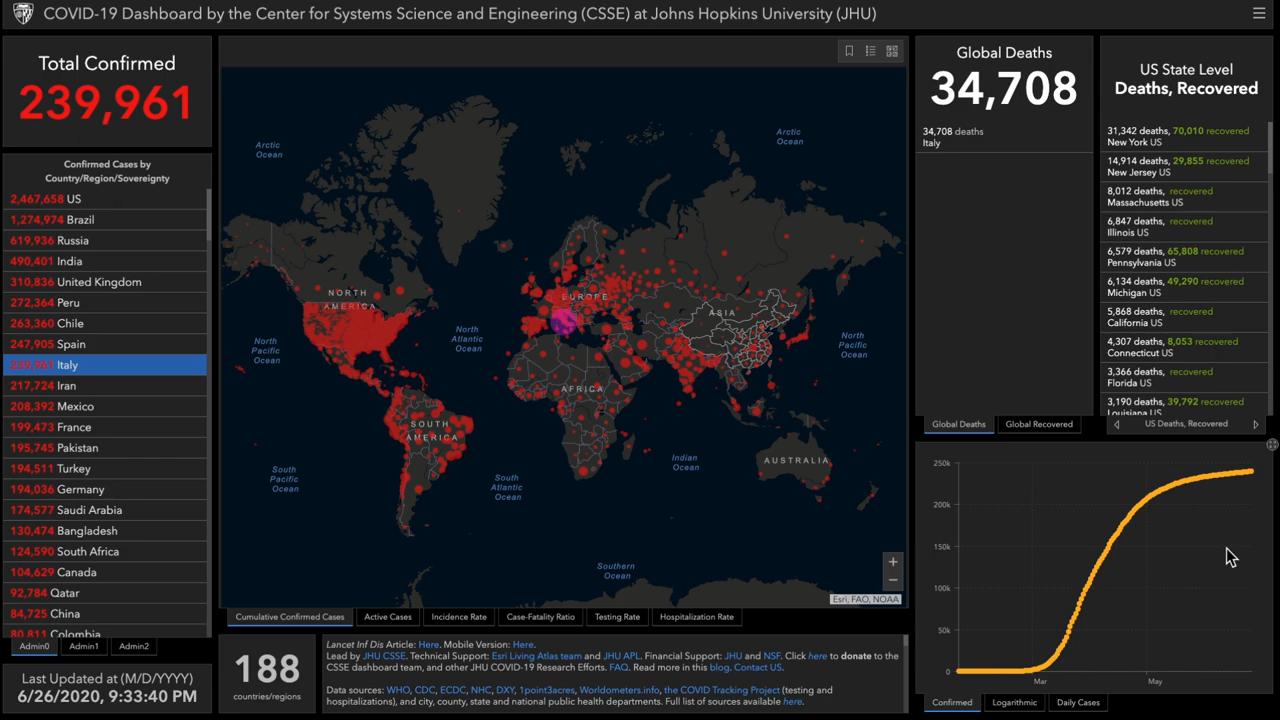 COVID-19 Dashboard by the Center for Systems Science and Engineering (CSSE) at Johns Hopkins University (JHU)
Total Confirmed
239,961
Confirmed Cases by
Country/Region/Sovereignty
2,467,658 US
1,274,974 Brazil
619,936 Russia
490,401 India
310,836 United Kingdom
272,364 Peru
263,360 Chile
247,905 Spain
239,961 Italy
217,724 Iran
208,392 Mexico
199,473 France
195,745 Pakistan
194,511 Turkey
194,036 Germany
174,577 Saudi Arabia
130,474 Bangladesh
124,590 South Africa
104,629 Canada
92,784 Qatar
84,725 China
80,811 Colombia
Admin0
Admin1
Admin2
Last Updated at (M/D/YYYY)
6/26/2020, 9:33:40 PM
Arctic
Ocean
Arctic
Ocean
NORTH
AMERICA
EUROPE
ASIA
North
Pacific
Ocean
North
Atlantic
Ocean
North
Pacific
Ocean
AFRICA
SOUTH
AMERICA
AUSTRALIA
Indian
Ocean
South
Pacific
Ocean
South
Atlantic
Ocean
Southern
Ocean
+
−
Esri, FAO, NOAA
Cumulative Confirmed Cases
Active Cases
Incidence Rate
Case-Fatality Ratio
Testing Rate
Hospitalization Rate
188
countries/regions
Lancet Inf Dis Article: Here. Mobile Version: Here.
Lead by JHU CSSE. Technical Support: Esri Living Atlas team and JHU APL. Financial Support: JHU and NSF. Click here to donate to the
CSSE dashboard team, and other JHU COVID-19 Research Efforts. FAQ. Read more in this blog. Contact US.
Data sources: WHO, CDC, ECDC, NHC, DXY, 1point3acres, Worldometers.info, the COVID Tracking Project (testing and
hospitalizations), and city, county, state and national public health departments. Full list of sources available here.
Global Deaths
34,708
34,708 deaths
Italy
Global Deaths
Global Recovered
US State Level
Deaths, Recovered
31,342 deaths, 70,010 recovered
New York US
14,914 deaths, 29,855 recovered
New Jersey US
8,012 deaths, recovered
Massachusetts US
6,847 deaths, recovered
Illinois US
6,579 deaths, 65,808 recovered
Pennsylvania US
6,134 deaths, 49,290 recovered
Michigan US
5,868 deaths, recovered
California US
4,307 deaths, 8,053 recovered
Connecticut US
3,366 deaths, recovered
Florida US
3,190 deaths, 39,792 recovered
Louisiana US
US Deaths, Recovered
250k
200k
150k
100k
50k
0
Mar
May
Confirmed
Logarithmic
Daily Cases